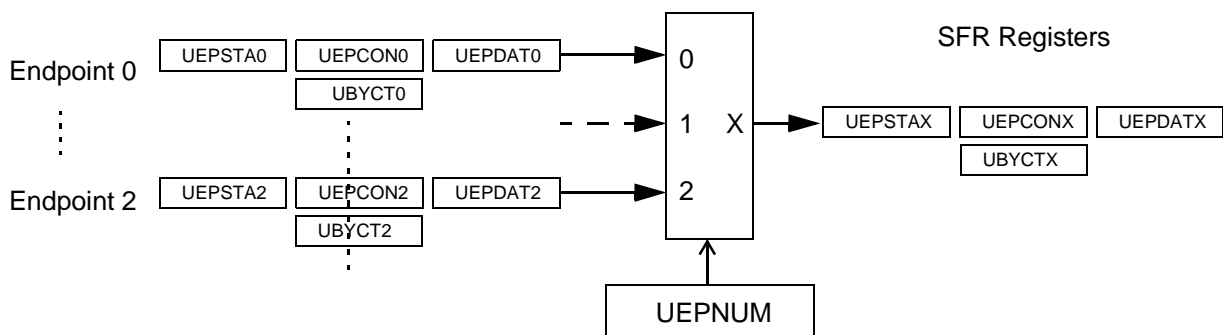 SFR Registers
Endpoint 0
UEPSTA0 UEPCON0 UEPDAT0
UBYCT0
0
1 X
2
UEPSTAX UEPCONX UEPDATX
UBYCTX
Endpoint 2
UEPSTA2 UEPCON2 UEPDAT2
UBYCT2
UEPNUM